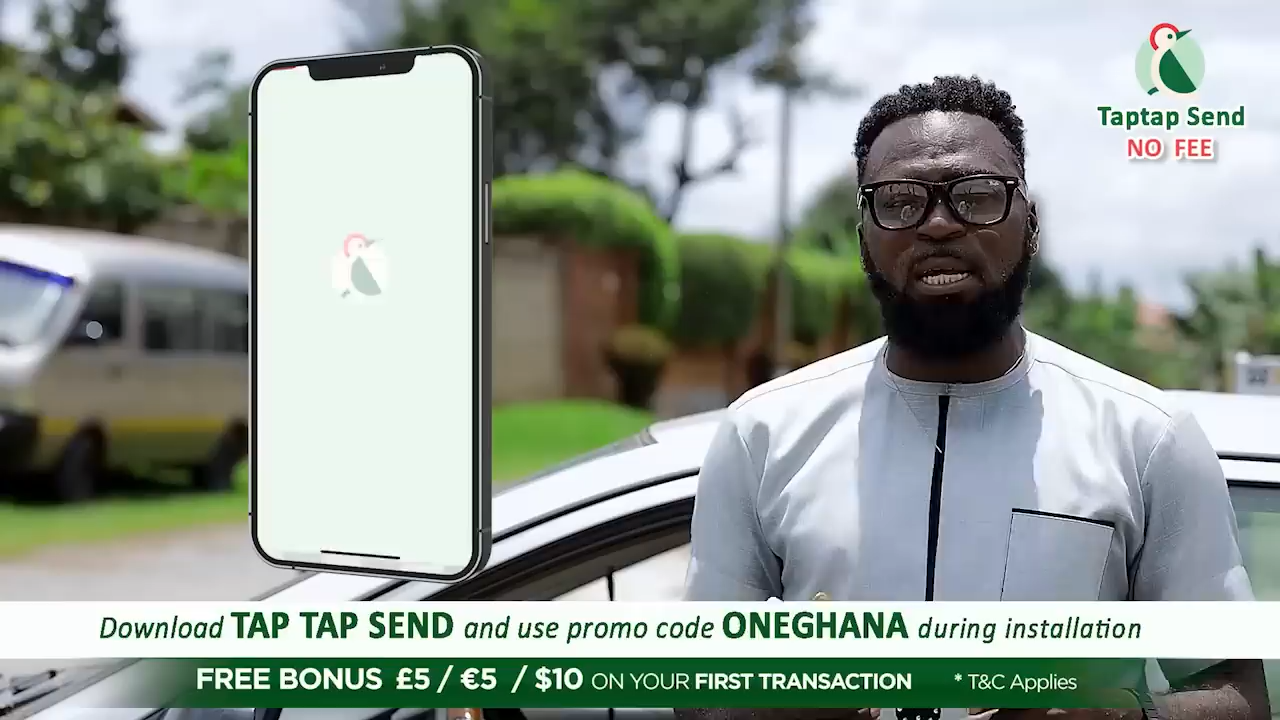 Taptap Send
NO FEE
Download TAP TAP SEND and use promo code ONEGHANA during installation
FREE BONUS £5 / €5 / $10 ON YOUR FIRST TRANSACTION * T&C Applies